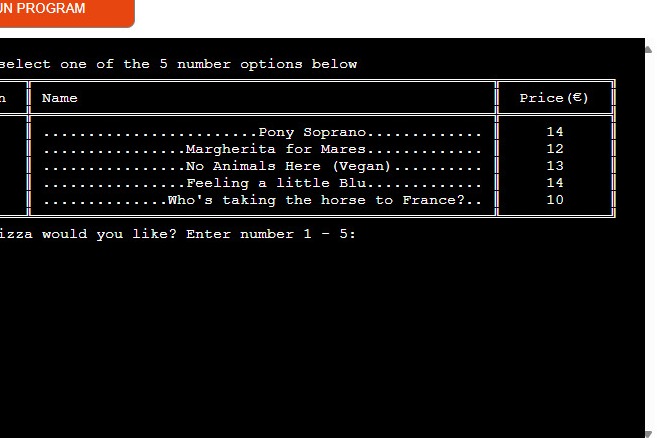 UN PROGRAM
select one of the 5 number options below
n Name Price(€)
........................Pony Soprano............. 14
................Margherita for Mares............. 12
................No Animals Here (Vegan).......... 13
................Feeling a little Blu............. 14
..............Who's taking the horse to France?.. 10
izza would you like? Enter number 1 - 5: